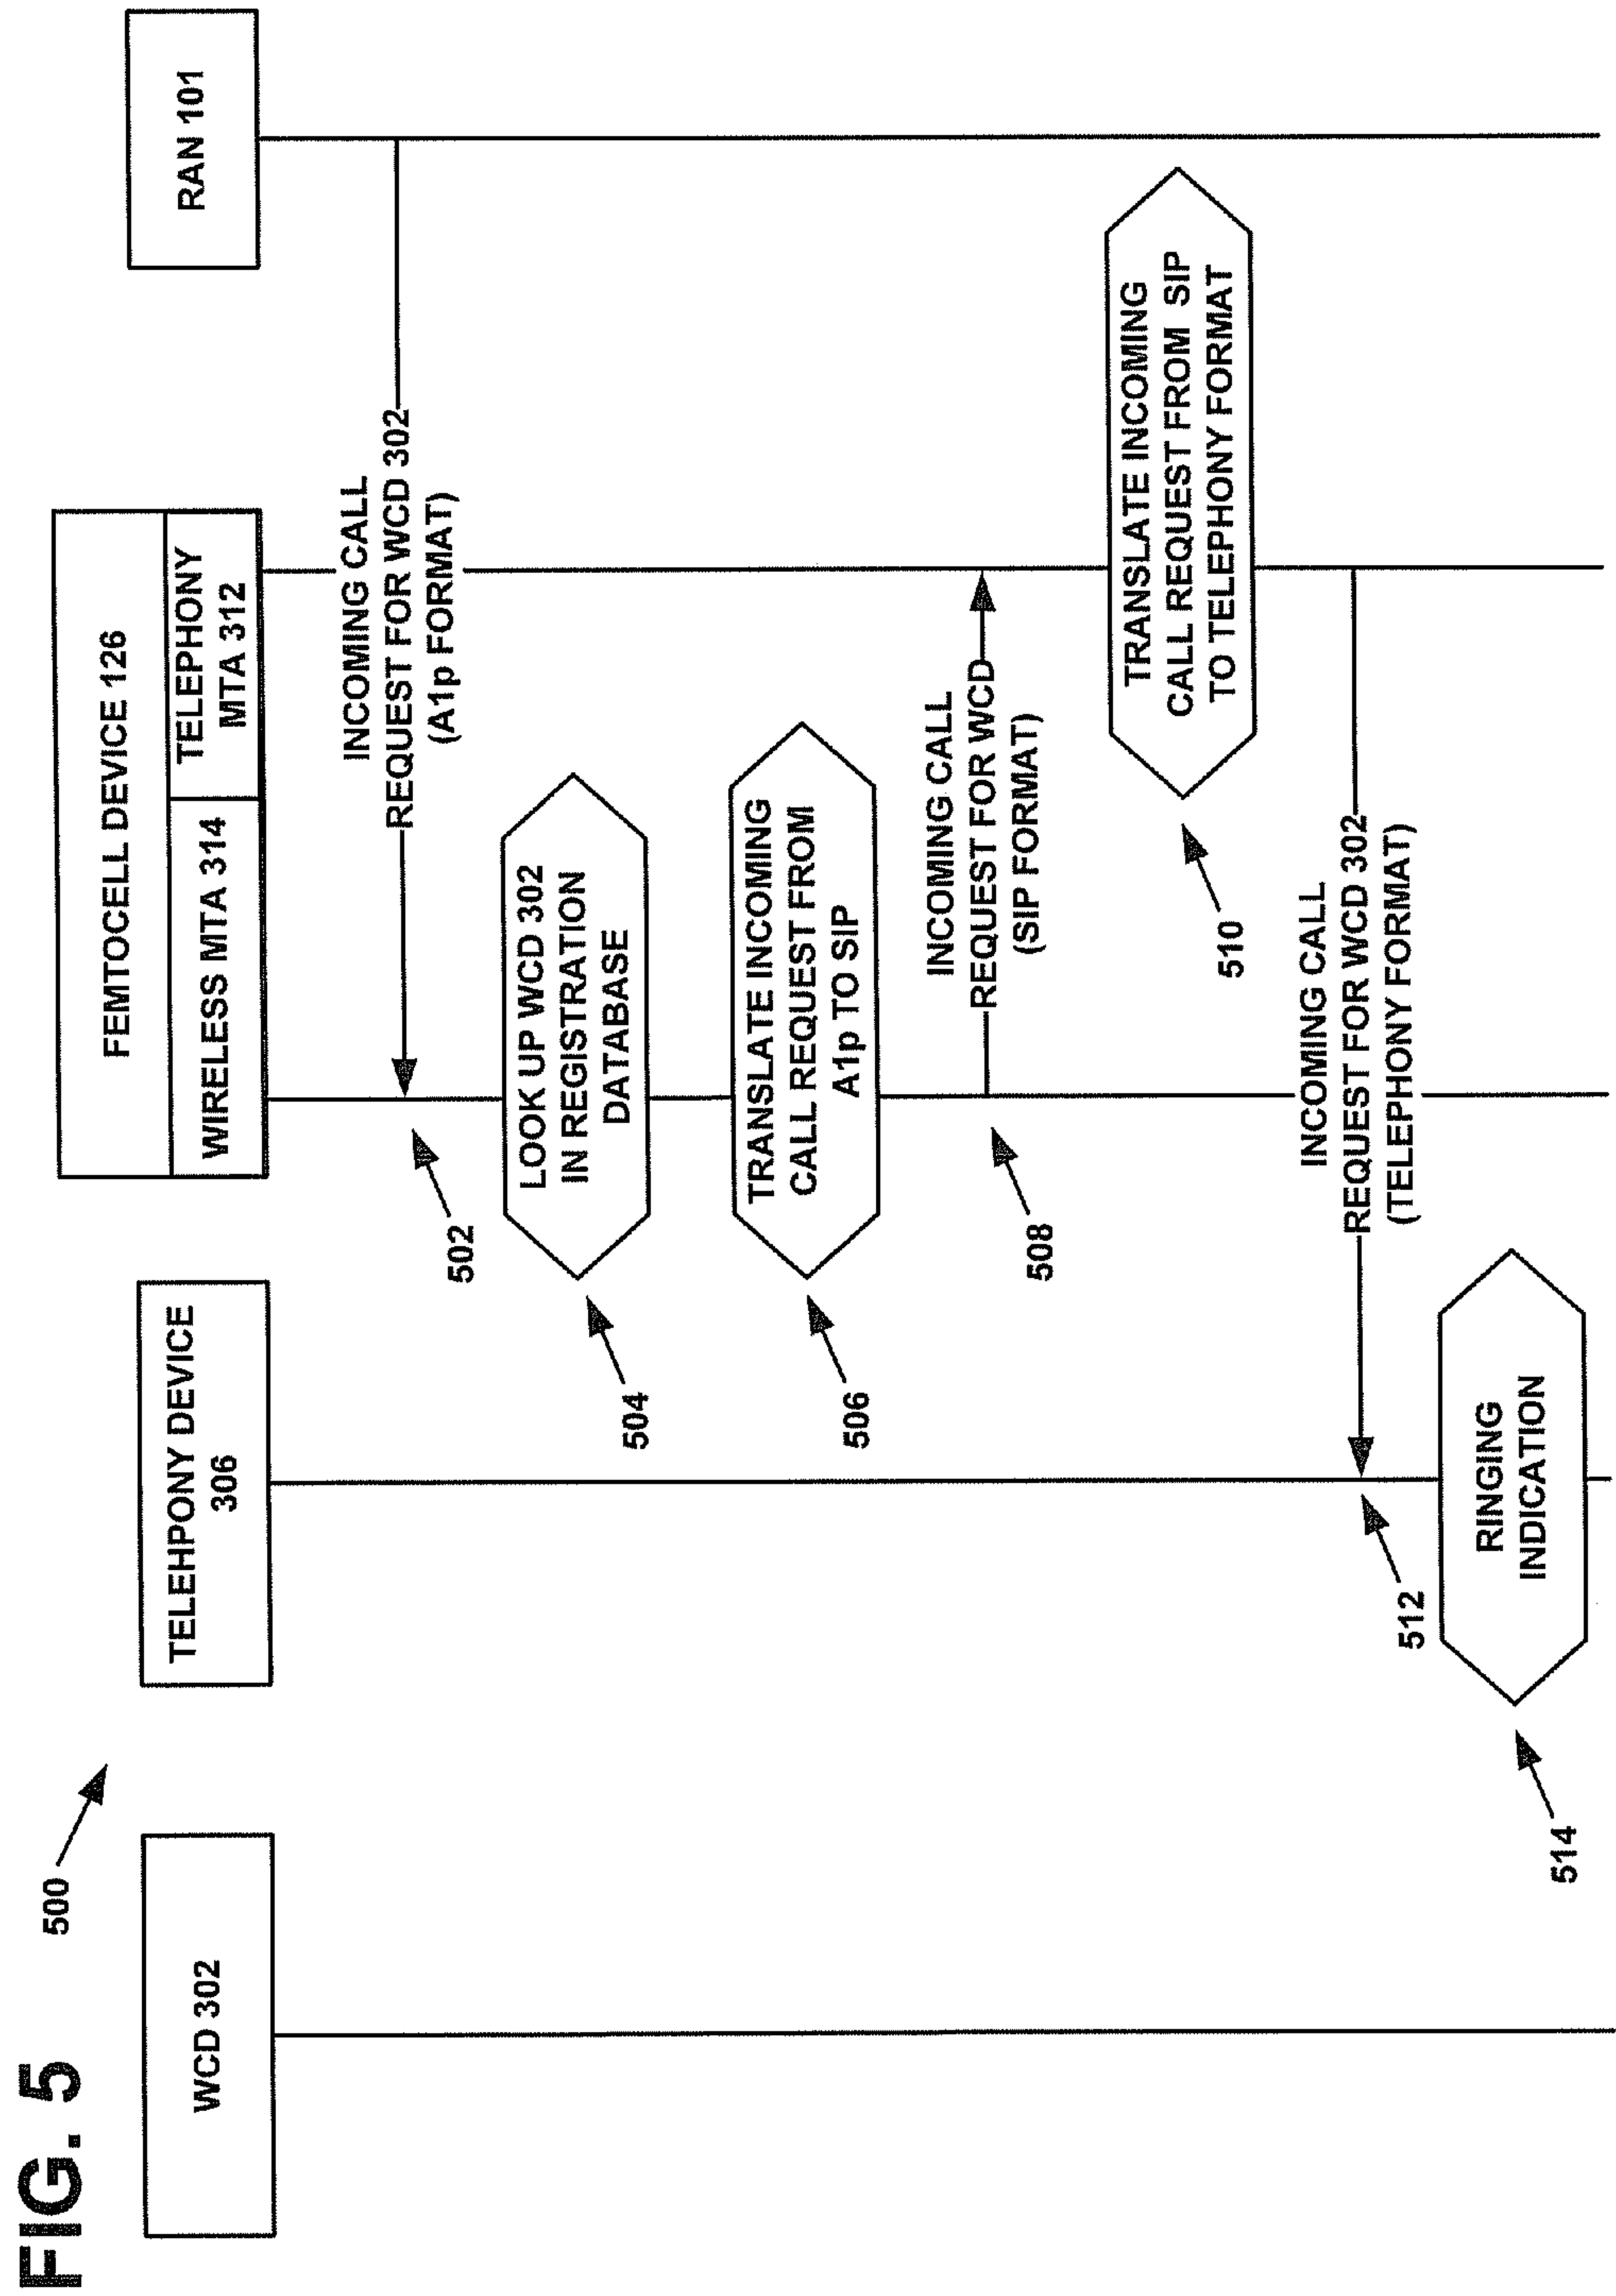 FIG. 5
500
WCD 302
TELEHPONY DEVICE
306
FEMTOCELL DEVICE 126
WIRELESS MTA 314
TELEPHONY
MTA 312
RAN 101
INCOMING CALL
REQUEST FOR WCD 302
(A1p FORMAT)
502
LOOK UP WCD 302
IN REGISTRATION
DATABASE
504
TRANSLATE INCOMING
CALL REQUEST FROM
A1p TO SIP
506
INCOMING CALL
REQUEST FOR WCD
(SIP FORMAT)
508
TRANSLATE INCOMING
CALL REQUEST FROM SIP
TO TELEPHONY FORMAT
510
INCOMING CALL
REQUEST FOR WCD 302
(TELEPHONY FORMAT)
512
RINGING
INDICATION
514